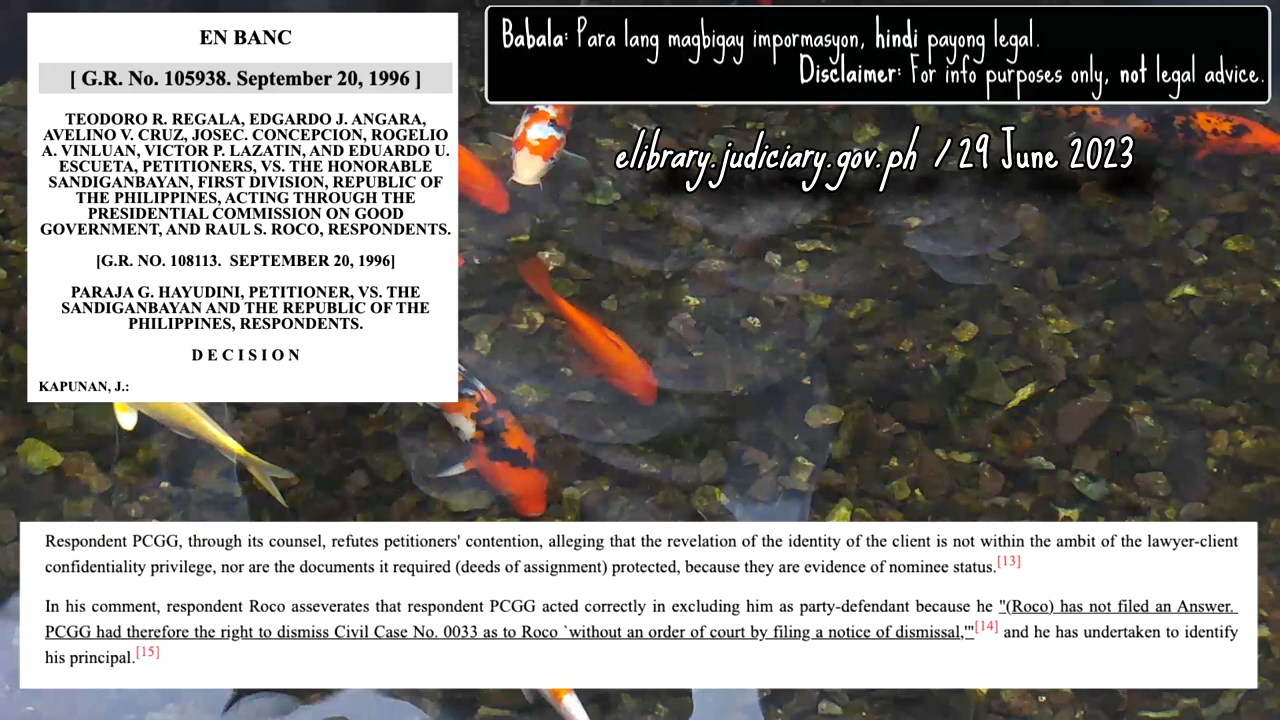 EN BANC
[ G.R. No. 105938. September 20, 1996 ]
TEODORO R. REGALA, EDGARDO J. ANGARA,
AVELINO V. CRUZ, JOSEC. CONCEPCION, ROGELIO
A. VINLUAN, VICTOR P. LAZATIN, AND EDUARDO U.
ESCUETA, PETITIONERS, VS. THE HONORABLE
SANDIGANBAYAN, FIRST DIVISION, REPUBLIC OF
THE PHILIPPINES, ACTING THROUGH THE
PRESIDENTIAL COMMISSION ON GOOD
GOVERNMENT, AND RAUL S. ROCO, RESPONDENTS.
[G.R. NO. 108113. SEPTEMBER 20, 1996]
PARAJA G. HAYUDINI, PETITIONER, VS. THE
SANDIGANBAYAN AND THE REPUBLIC OF THE
PHILIPPINES, RESPONDENTS.
D E C I S I O N
KAPUNAN, J.:
Babala: Para lang magbigay impormasyon, hindi payong legal.
Disclaimer: For info purposes only, not legal advice.
elibrary.judiciary.gov.ph / 29 June 2023
Respondent PCGG, through its counsel, refutes petitioners' contention, alleging that the revelation of the identity of the client is not within the ambit of the lawyer-client
confidentiality privilege, nor are the documents it required (deeds of assignment) protected, because they are evidence of nominee status.[13]
In his comment, respondent Roco asseverates that respondent PCGG acted correctly in excluding him as party-defendant because he "(Roco) has not filed an Answer.
PCGG had therefore the right to dismiss Civil Case No. 0033 as to Roco `without an order of court by filing a notice of dismissal,'"[14] and he has undertaken to identify
his principal.[15]